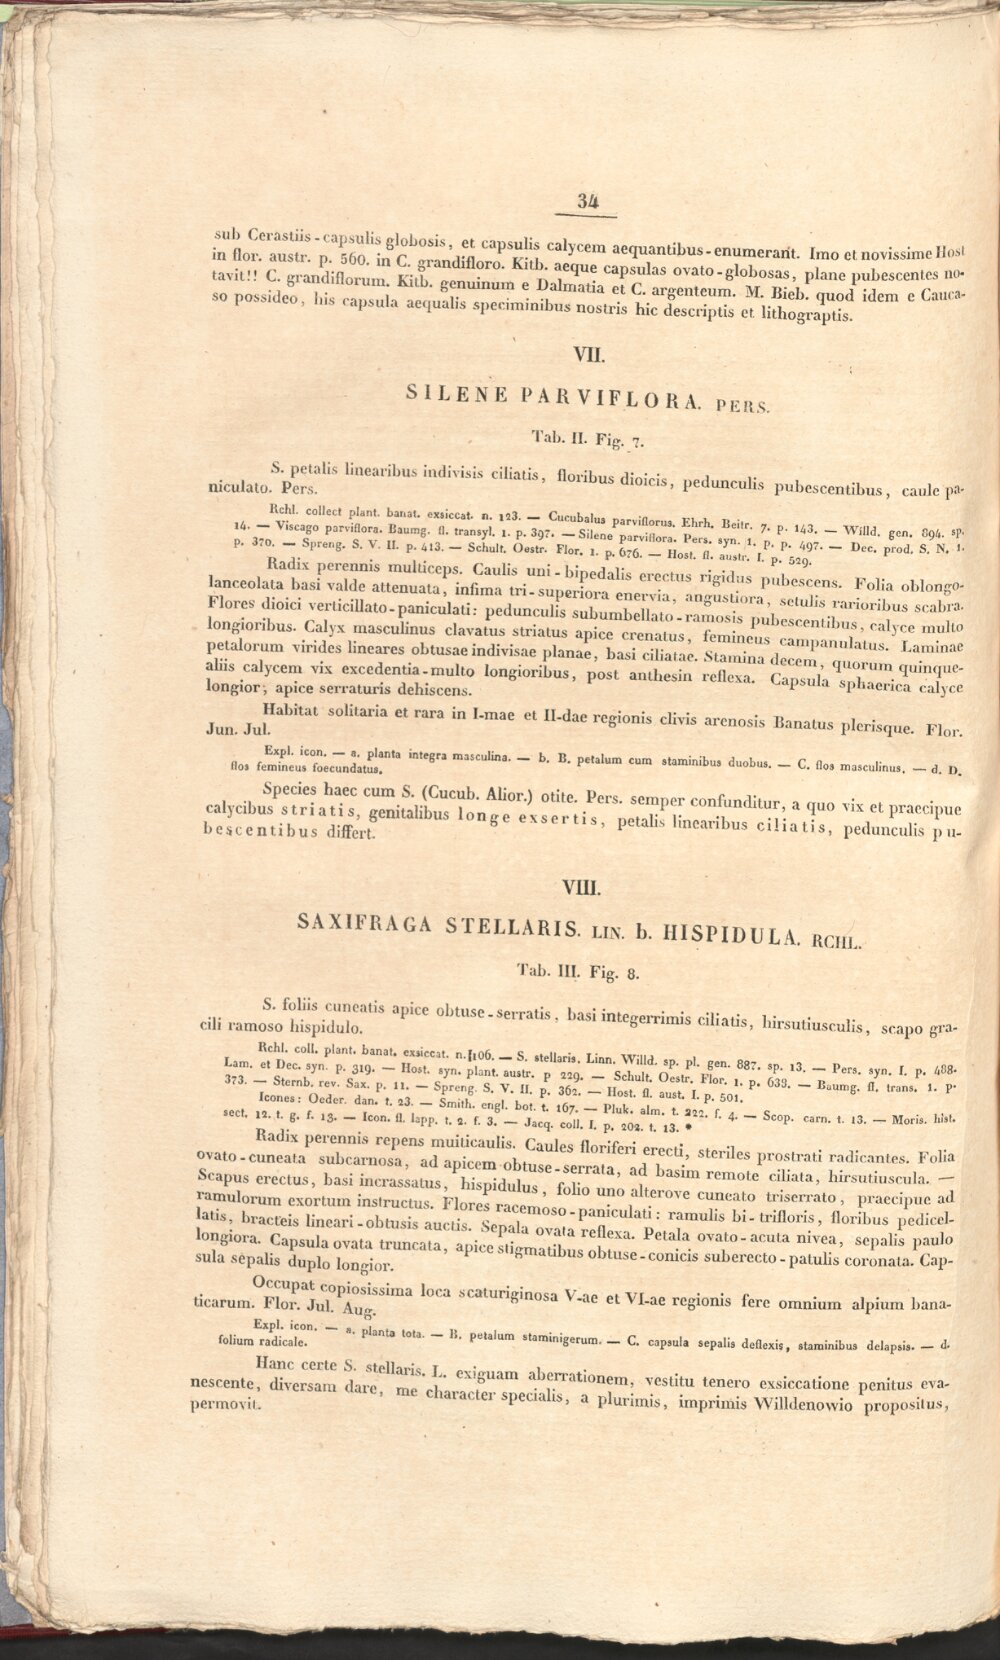 34
sub Cerastiis - capsulis globosis, et capsulis calycem aequantibus - enumerant. Imo et novissime Host
in flor. austr. p. 560. in C. grandifloro. Kitb. aeque capsulas ovato - globosas, plane pubescentes no-
tavit!! C. grandiflorum. Kitb. genuinum e Dalmatia et C. argenteum. M. Bieb. quod idem e Cauca-
so possideo, his capsula aequalis speciminibus nostris hic descriptis et lithograptis.
VII.
SILENE PARVIFLORA. PERS.
Tab. II. Fig. 7.
S. petalis linearibus indivisis ciliatis, floribus dioicis, pedunculis pubescentibus, caule pa-
niculato. Pers.
Rchl. collect plant. banat. exsiccat. n. 123. — Cucubalus parviflorus. Ehrh. Beitr. 7. p. 143. — Willd. gen. 894. sp.
14. — Viscago parviflora. Baumg. fl. transyl. 1. p. 397. — Silene parviflora. Pers. syn. 1. p. p. 497. — Dec. prod. S. N. 1.
p. 370. — Spreng. S. V. II. p. 413. — Schult. Oestr. Flor. 1. p. 676. — Host. fl. austr. I. p. 529.
Radix perennis multiceps. Caulis uni - bipedalis erectus rigidus pubescens. Folia oblongo-
lanceolata basi valde attenuata, infima tri - superiora enervia, angustiora, setulis rarioribus scabra.
Flores dioici verticillato - paniculati: pedunculis subumbellato - ramosis pubescentibus, calyce multo
longioribus. Calyx masculinus clavatus striatus apice crenatus, femineus campanulatus. Laminae
petalorum virides lineares obtusae indivisae planae, basi ciliatae. Stamina decem, quorum quinque-
aliis calycem vix excedentia - multo longioribus, post anthesin reflexa. Capsula sphaerica calyce
longior, apice serraturis dehiscens.
Habitat solitaria et rara in I-mae et II-dae regionis clivis arenosis Banatus plerisque. Flor.
Jun. Jul.
Expl. icon. — a. planta integra masculina. — b. B. petalum cum staminibus duobus. — C. flos masculinus. — d. D.
flos femineus foecundatus.
Species haec cum S. (Cucub. Alior.) otite. Pers. semper confunditur, a quo vix et praecipue
calycibus striatis, genitalibus longe exsertis, petalis linearibus ciliatis, pedunculis pu-
bescentibus differt.
VIII.
SAXIFRAGA STELLARIS. LIN. b. HISPIDULA. RCHL.
Tab. III. Fig. 8.
S. foliis cuneatis apice obtuse - serratis, basi integerrimis ciliatis, hirsutiusculis, scapo gra-
cili ramoso hispidulo.
Rchl. coll. plant. banat. exsiccat. n.[106. — S. stellaris. Linn. Willd. sp. pl. gen. 887. sp. 13. — Pers. syn. I. p. 488.
Lam. et Dec. syn. p. 319. — Host. syn. plant. austr. p 229. — Schult. Oestr. Flor. 1. p. 639. — Baumg. fl. trans. 1. p.
373. — Sternb. rev. Sax. p. 11. — Spreng. S. V. II. p. 362. — Host. fl. aust. I. p. 501.
Icones: Oeder. dan. t. 23. — Smith. engl. bot. t. 167. — Pluk. alm. t. 222. f. 4. — Scop. carn. t. 13. — Moris. hist.
sect. 12. t. g. f. 13. — Icon. fl. lapp. t. 2. f. 3. — Jacq. coll. I. p. 202. t. 13. *
Radix perennis repens muiticaulis. Caules floriferi erecti, steriles prostrati radicantes. Folia
ovato - cuneata subcarnosa, ad apicem obtuse - serrata, ad basim remote ciliata, hirsutiuscula. —
Scapus erectus, basi incrassatus, hispidulus, folio uno alterove cuneato triserrato, praecipue ad
ramulorum exortum instructus. Flores racemoso - paniculati: ramulis bi - trifloris, floribus pedicel-
latis, bracteis lineari - obtusis auctis. Sepala ovata reflexa. Petala ovato - acuta nivea, sepalis paulo
longiora. Capsula ovata truncata, apice stigmatibus obtuse - conicis suberecto - patulis coronata. Cap-
sula sepalis duplo longior.
Occupat copiosissima loca scaturiginosa V-ae et VI-ae regionis fere omnium alpium bana-
ticarum. Flor. Jul. Aug.
Expl. icon. — a. planta tota. — B. petalum staminigerum. — C. capsula sepalis deflexis, staminibus delapsis. — d.
folium radicale.
Hanc certe S. stellaris. L. exiguam aberrationem, vestitu tenero exsiccatione penitus eva-
nescente, diversam dare, me character specialis, a plurimis, imprimis Willdenowio propositus,
permovit.